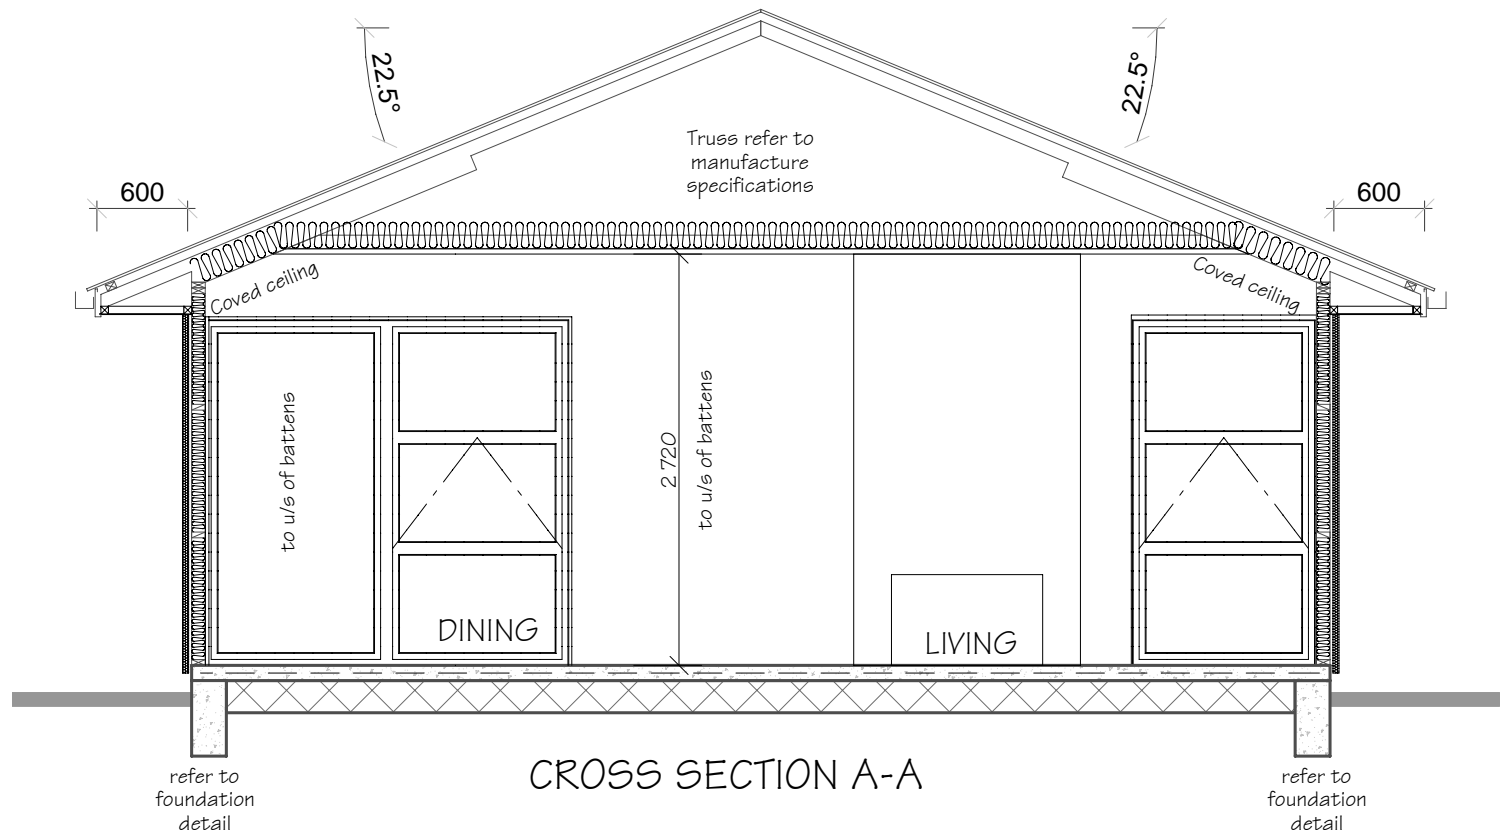 22.5°
22.5°
Truss refer to
manufacture
specifications
600
600
Coved ceiling
Coved ceiling
to u/s of battens
2 720
to u/s of battens
DINING
LIVING
CROSS SECTION A-A
refer to
foundation
detail
refer to
foundation
detail